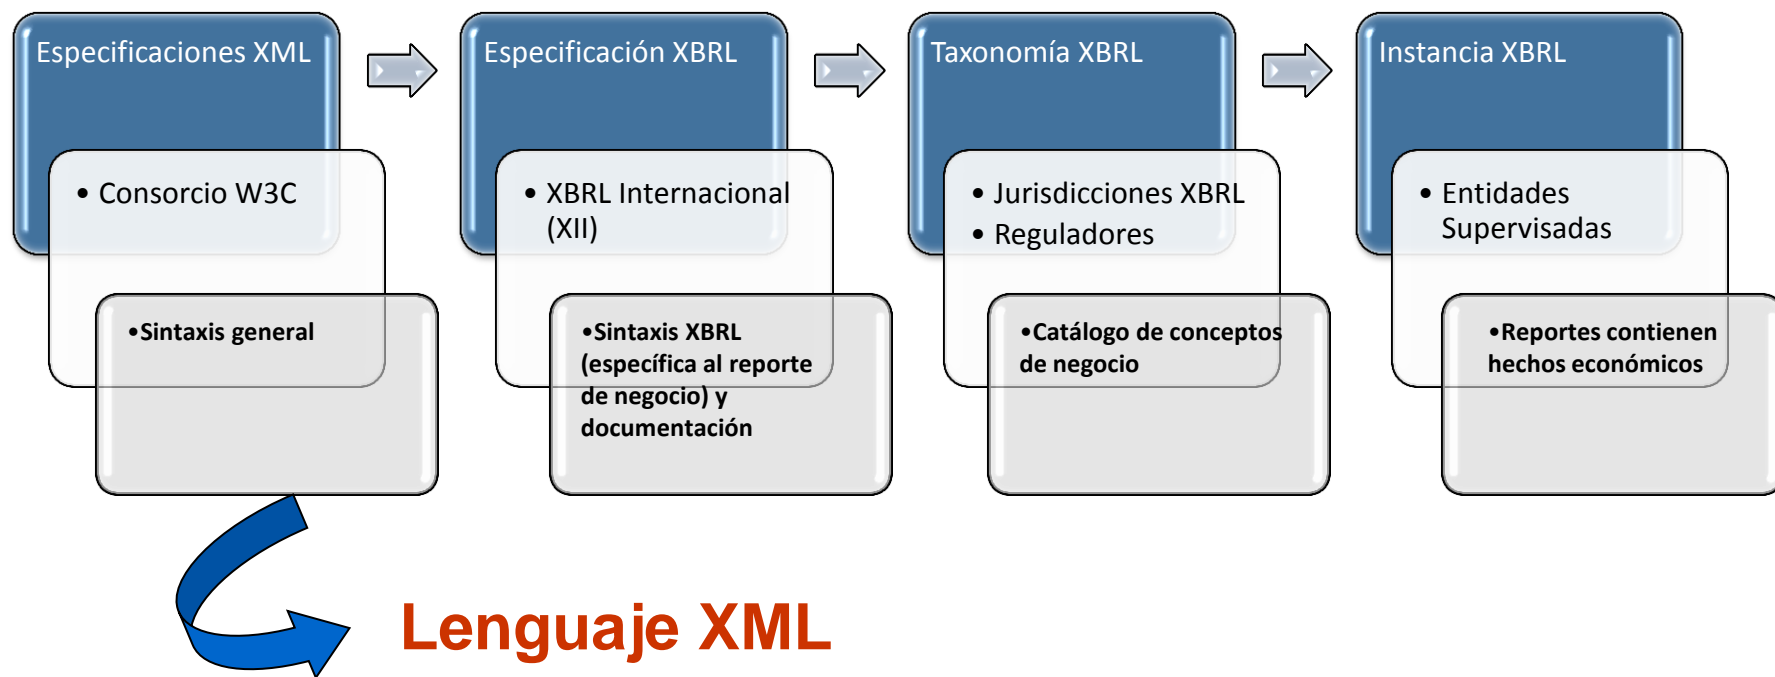 Especificaciones XML
• Consorcio W3C
•Sintaxis general
Especificación XBRL
• XBRL Internacional
(XII)
•Sintaxis XBRL
(específica al reporte
de negocio) y
documentación
Taxonomía XBRL
• Jurisdicciones XBRL
• Reguladores
•Catálogo de conceptos
de negocio
Instancia XBRL
• Entidades
Supervisadas
•Reportes contienen
hechos económicos
Lenguaje XML